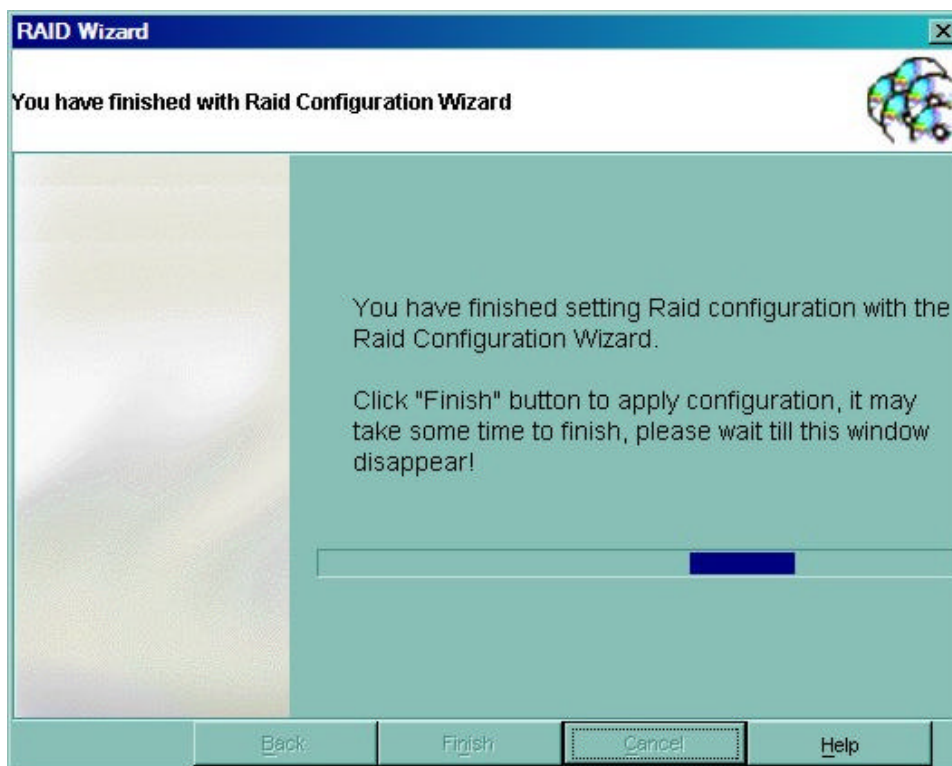 RAID Wizard
You have finished with Raid Configuration Wizard
You have finished setting Raid configuration with the
Raid Configuration Wizard.
Click "Finish" button to apply configuration, it may
take some time to finish, please wait till this window
disappear!
Back
Finish
Cancel
Help